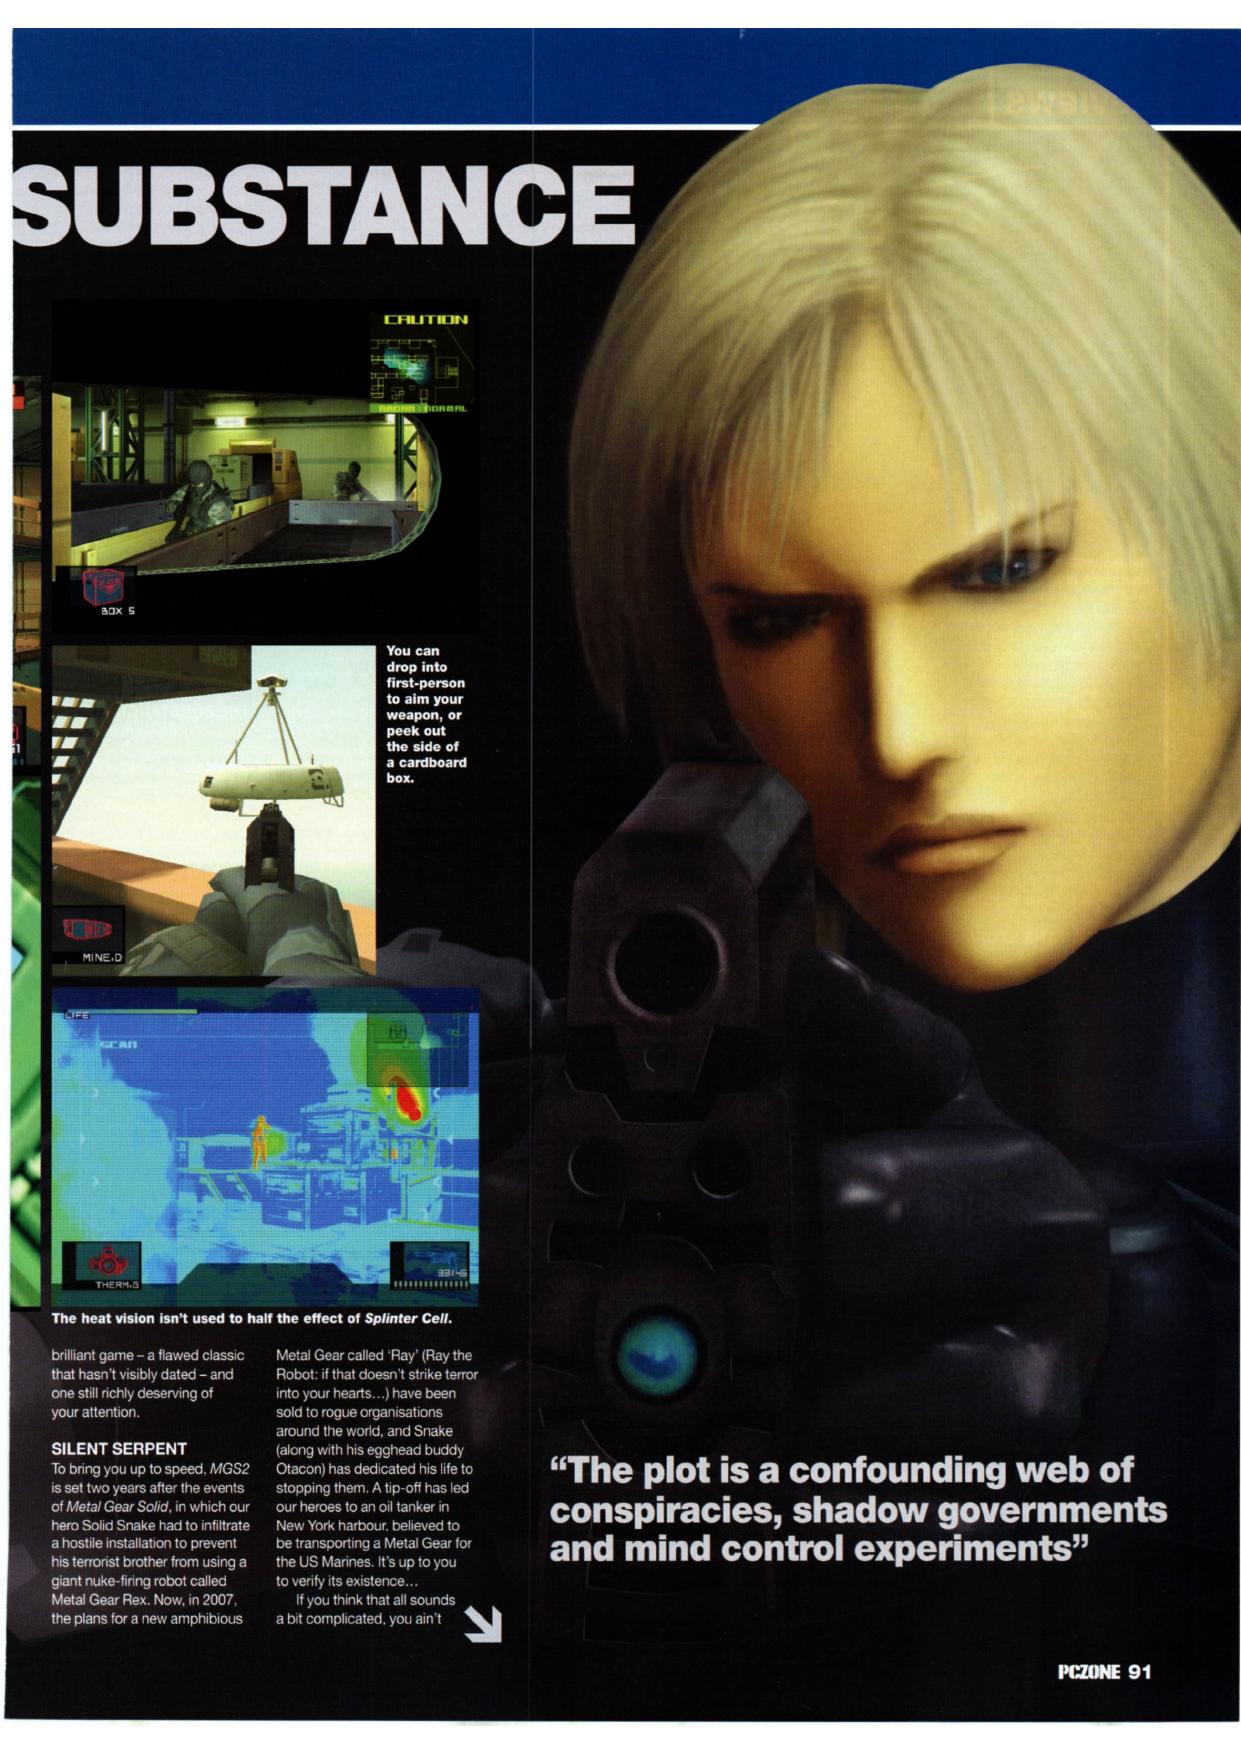 SUBSTANCE
CAUTION
RADAR : NORMAL
BOX 5
You can
drop into
first-person
to aim your
weapon, or
peek out
the side of
a cardboard
box.
MINE.D
LIFE
SCAN
THERM.G
33/46
The heat vision isn't used to half the effect of Splinter Cell.
brilliant game – a flawed classic
that hasn't visibly dated – and
one still richly deserving of
your attention.
SILENT SERPENT
To bring you up to speed, MGS2
is set two years after the events
of Metal Gear Solid, in which our
hero Solid Snake had to infiltrate
a hostile installation to prevent
his terrorist brother from using a
giant nuke-firing robot called
Metal Gear Rex. Now, in 2007,
the plans for a new amphibious
Metal Gear called 'Ray' (Ray the
Robot: if that doesn't strike terror
into your hearts...) have been
sold to rogue organisations
around the world, and Snake
(along with his egghead buddy
Otacon) has dedicated his life to
stopping them. A tip-off has led
our heroes to an oil tanker in
New York harbour, believed to
be transporting a Metal Gear for
the US Marines. It's up to you
to verify its existence...
If you think that all sounds
a bit complicated, you ain't
"The plot is a confounding web of
conspiracies, shadow governments
and mind control experiments"
PCZONE 91